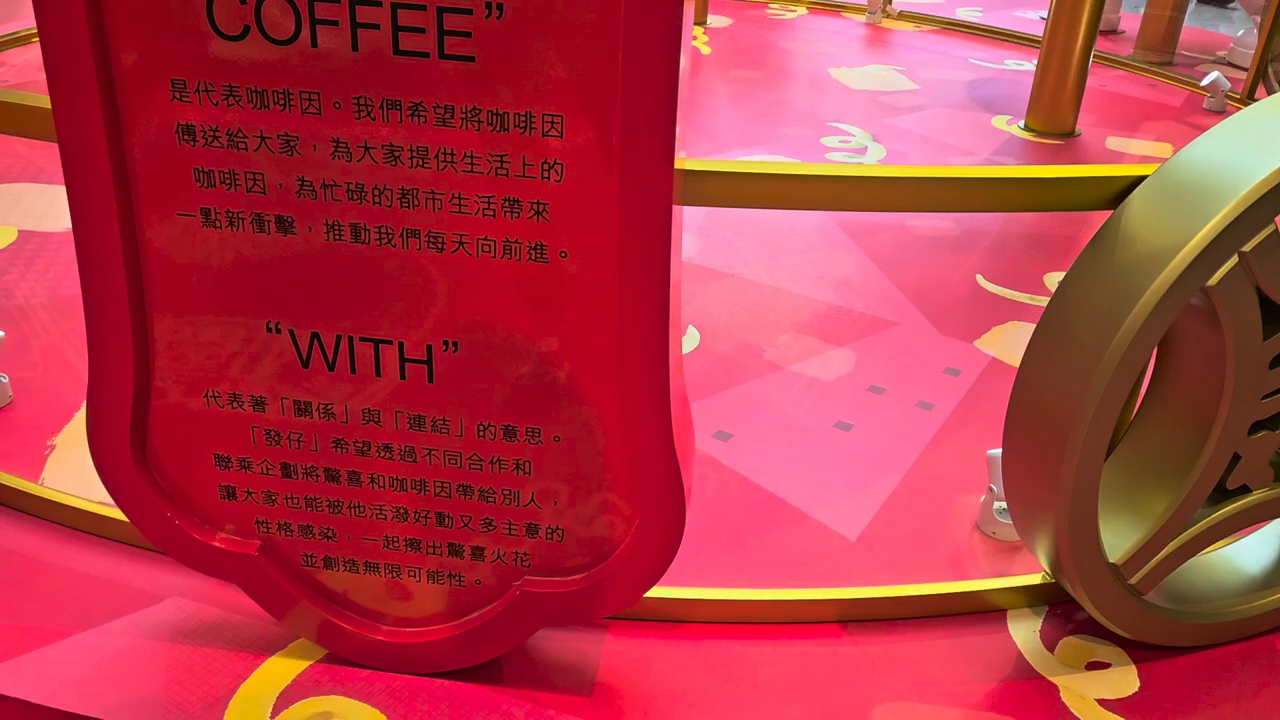 COFFEE”
是代表咖啡因。我們希望將咖啡因
傅送給大家，為大家提供生活上的
咖啡因，為忙碌的都市生活帶來
一點新衝擊，推動我們每天向前進。
“WITH”
代表著「關係」與「連結」的意思。
「發仔」希望透過不同合作和
聯乘企劃將驚喜和咖啡因帶給別人，
讓大家也能被他活潑好動又多主意的
性格感染，一起擦出驚喜火花
並創造無限可能性。